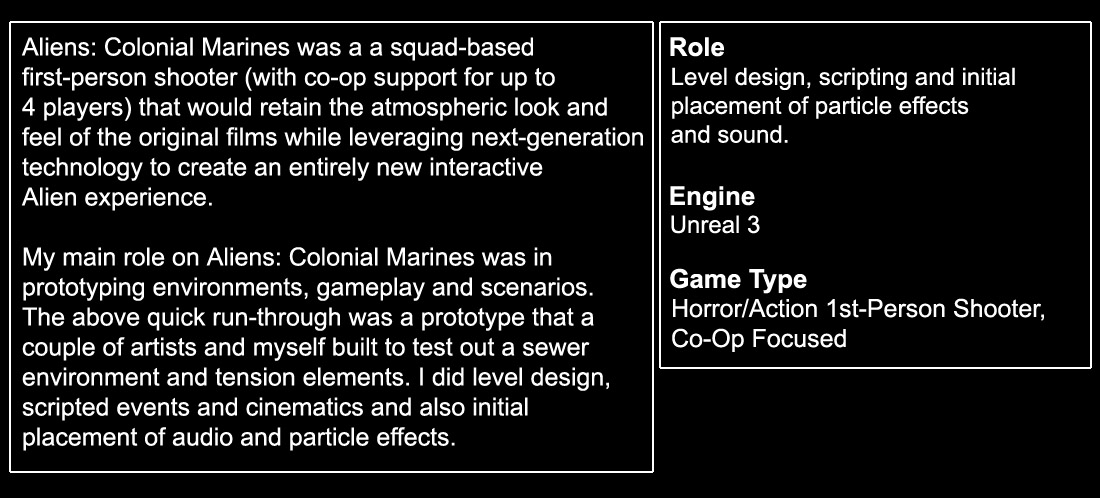 Aliens: Colonial Marines was a a squad-based
first-person shooter (with co-op support for up to
4 players) that would retain the atmospheric look and
feel of the original films while leveraging next-generation
technology to create an entirely new interactive
Alien experience.
My main role on Aliens: Colonial Marines was in
prototyping environments, gameplay and scenarios.
The above quick run-through was a prototype that a
couple of artists and myself built to test out a sewer
environment and tension elements. I did level design,
scripted events and cinematics and also initial
placement of audio and particle effects.
Role
Level design, scripting and initial
placement of particle effects
and sound.
Engine
Unreal 3
Game Type
Horror/Action 1st-Person Shooter,
Co-Op Focused